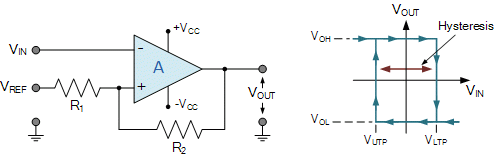 +VCC
VIN
-
A
VREF
+
R1
-VCC
VOUT
R2
VOUT
Hysteresis
VOH
VIN
VOL
VUTP
VLTP